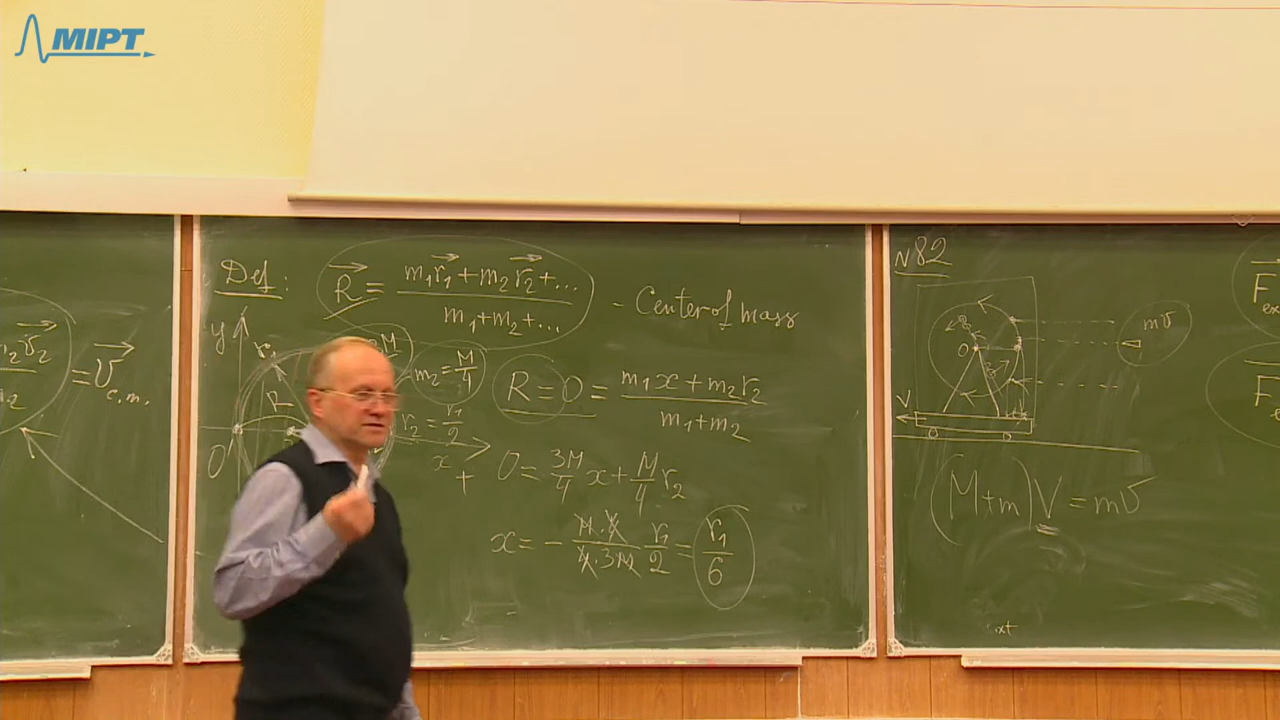 MIPT
Def: R = (m₁r₁ + m₂r₂ + ...) / (m₁ + m₂ + ...) - Center of mass
= v c.m.
y
m₂ = M/4
R = 0 = (m₁x + m₂r₂) / (m₁ + m₂)
r₂ = r₁/2
R
0
x
0 = 3M/4 x + M/4 r₂
x = - (M·4)/(4·3M) r₁/2 = r₁/6
N82
mv
O
V
(M+m)V = mv